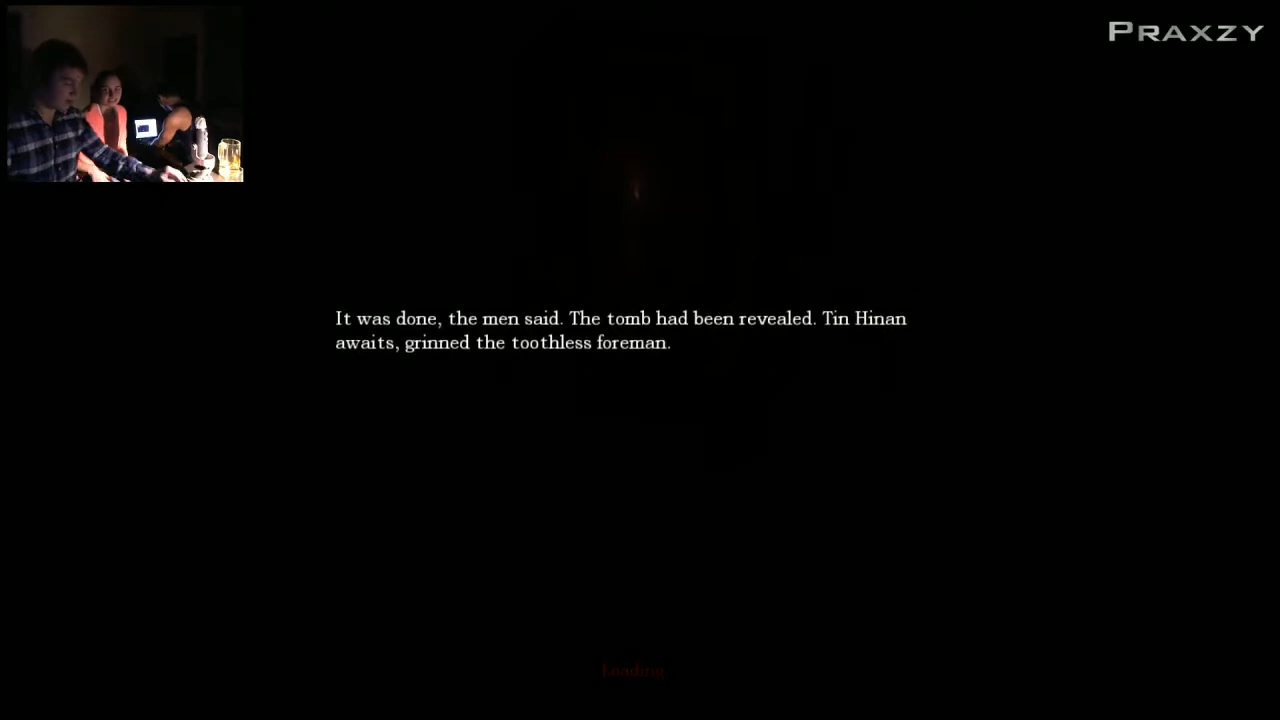 PRAXZY
It was done, the men said. The tomb had been revealed. Tin Hinan
awaits, grinned the toothless foreman.
Loading